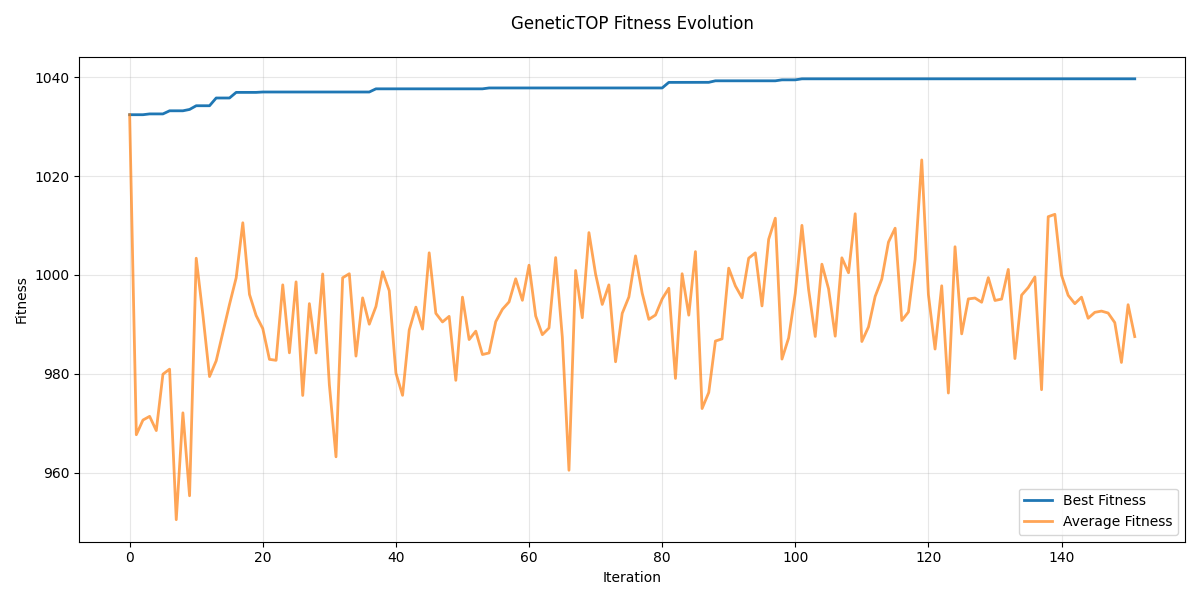 GeneticTOP Fitness Evolution
1040
1020
1000
980
960
Fitness
0 20 40 60 80 100 120 140
Iteration
Best Fitness
Average Fitness